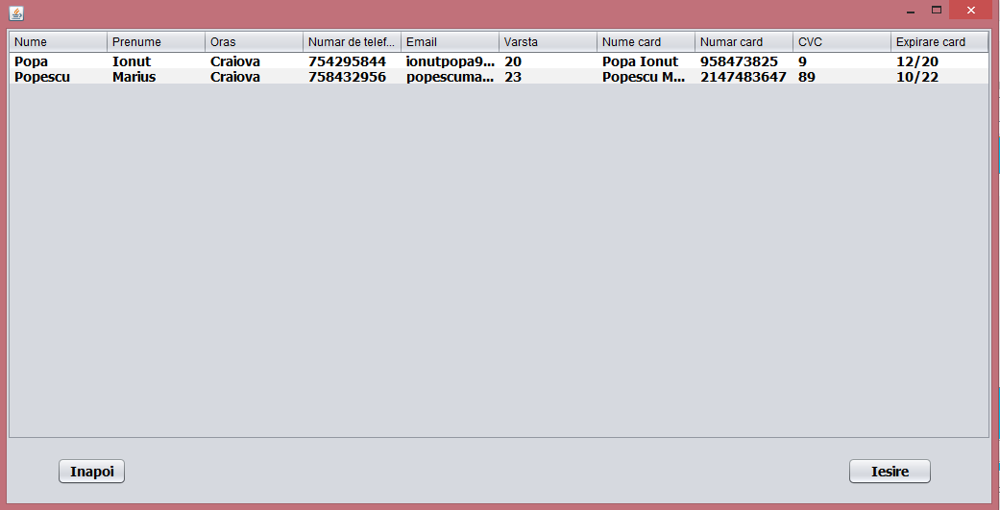 Nume Prenume Oras Numar de telef... Email Varsta Nume card Numar card CVC Expirare card
Popa Ionut Craiova 754295844 ionutpopa9... 20 Popa Ionut 958473825 9 12/20
Popescu Marius Craiova 758432956 popescuma... 23 Popescu M... 2147483647 89 10/22
Inapoi Iesire